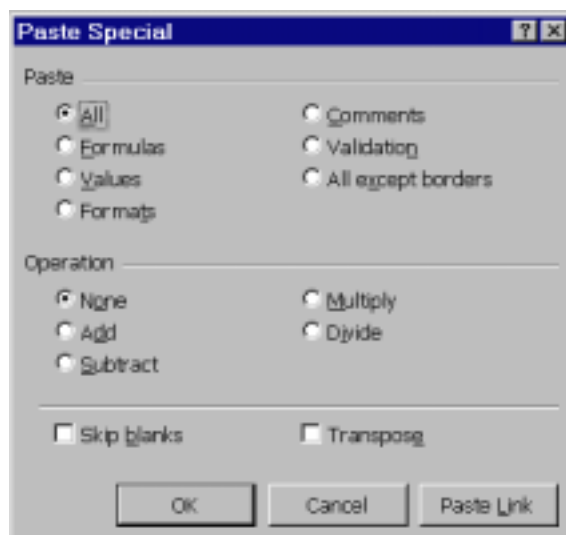 Paste Special
Paste
All
Comments
Formulas
Validation
Values
All except borders
Formats
Operation
None
Multiply
Add
Divide
Subtract
Skip blanks
Transpose
OK
Cancel
Paste Link